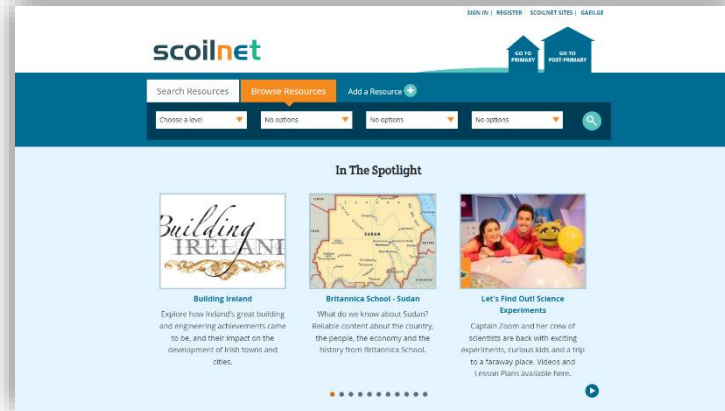 SIGN IN | REGISTER | SCOILNET SITES | GAEILGE
scoilnet
GO TO PRIMARY
GO TO POST-PRIMARY
Search Resources Browse Resources Add a Resource
Choose a level No options No options No options
In The Spotlight
Building
IRELAND
SUDAN
Building Ireland
Explore how Ireland's great building
and engineering achievements came
to be, and their impact on the
development of Irish towns and
cities.
Britannica School - Sudan
What do we know about Sudan?
Reliable content about the country,
the people, the economy and the
history from Britannica School.
Let's Find Out! Science
Experiments
Captain Zoom and her crew of
scientists are back with exciting
experiments, curious kids and a trip
to a faraway place. Videos and
Lesson Plans available here.